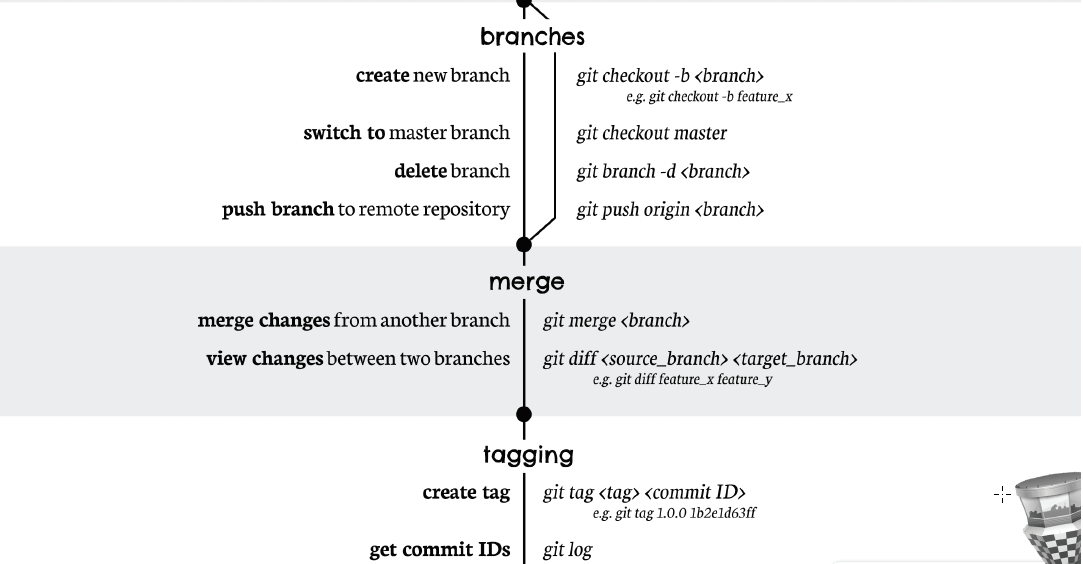 branches
create new branch git checkout -b <branch>
e.g. git checkout -b feature_x
switch to master branch git checkout master
delete branch git branch -d <branch>
push branch to remote repository git push origin <branch>
merge
merge changes from another branch git merge <branch>
view changes between two branches git diff <source_branch> <target_branch>
e.g. git diff feature_x feature_y
tagging
create tag git tag <tag> <commit ID>
e.g. git tag 1.0.0 1b2e1d63ff
get commit IDs git log